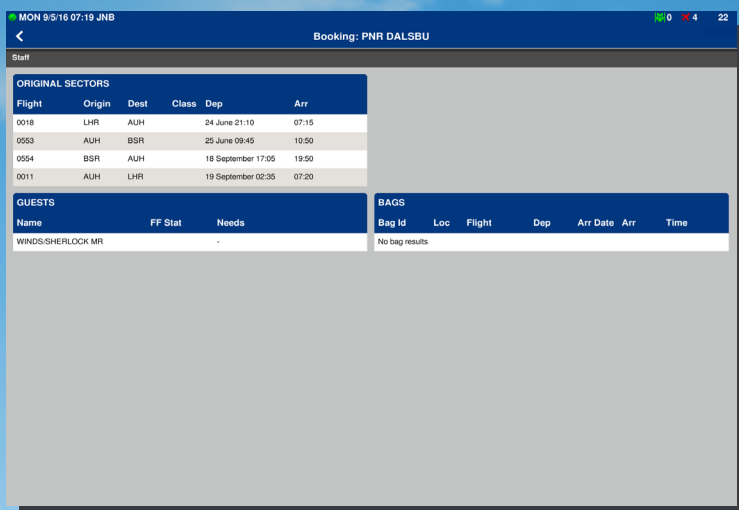 MON 9/5/16 07:19 JNB 0 4 22
Booking: PNR DALSBU
Staff
ORIGINAL SECTORS
Flight Origin Dest Class Dep Arr
0018 LHR AUH 24 June 21:10 07:15
0553 AUH BSR 25 June 09:45 10:50
0554 BSR AUH 18 September 17:05 19:50
0011 AUH LHR 19 September 02:35 07:20
GUESTS
Name FF Stat Needs
WINDS/SHERLOCK MR -
BAGS
Bag Id Loc Flight Dep Arr Date Arr Time
No bag results